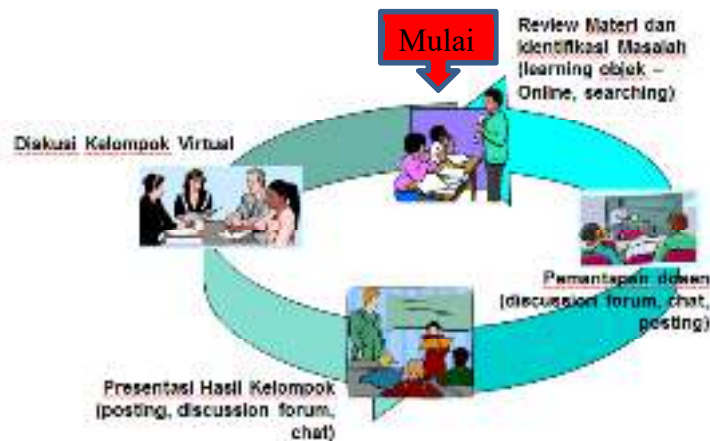 Mulai
Review Materi dan
Identifikasi Masalah
(learning objek –
Online, searching)
Diskusi Kelompok Virtual
Pemantapan dosen
(discussion forum, chat,
posting)
Presentasi Hasil Kelompok
(posting, discussion forum,
chat)